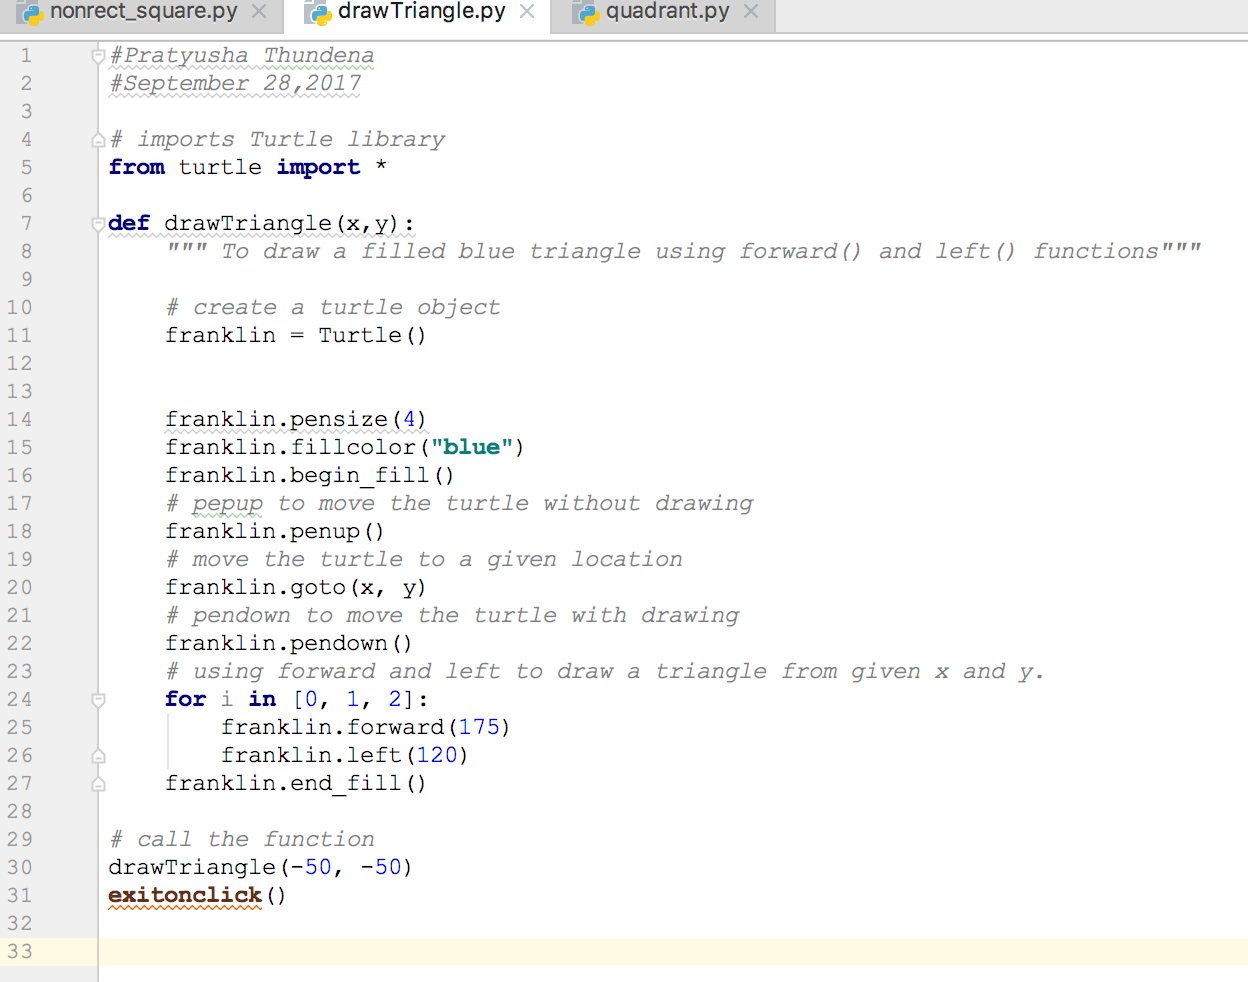 nonrect_square.py drawTriangle.py quadrant.py
1 #Pratyusha Thundena
2 #September 28,2017
3
4 # imports Turtle library
5 from turtle import *
6
7 def drawTriangle(x,y):
8 """ To draw a filled blue triangle using forward() and left() functions"""
9
10 # create a turtle object
11 franklin = Turtle()
12
13
14 franklin.pensize(4)
15 franklin.fillcolor("blue")
16 franklin.begin_fill()
17 # pepup to move the turtle without drawing
18 franklin.penup()
19 # move the turtle to a given location
20 franklin.goto(x, y)
21 # pendown to move the turtle with drawing
22 franklin.pendown()
23 # using forward and left to draw a triangle from given x and y.
24 for i in [0, 1, 2]:
25 franklin.forward(175)
26 franklin.left(120)
27 franklin.end_fill()
28
29 # call the function
30 drawTriangle(-50, -50)
31 exitonclick()
32
33